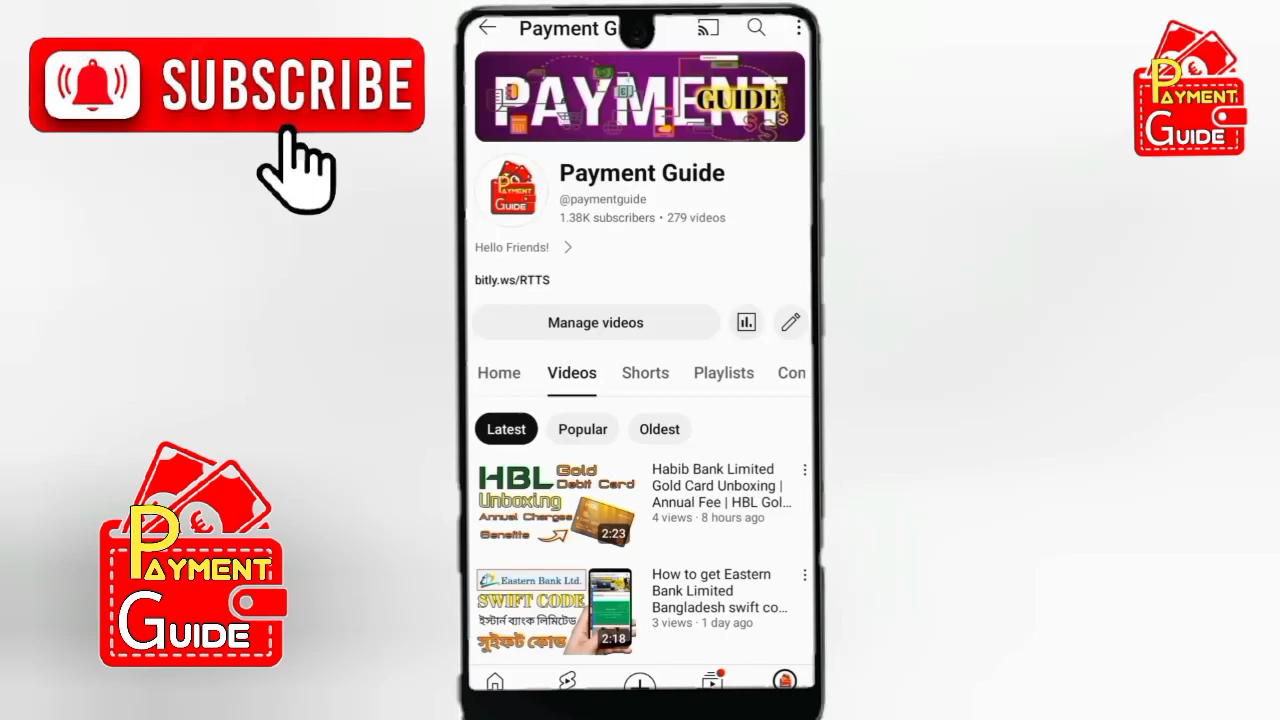 SUBSCRIBE
Payment G
PAYMENT
GUIDE
PAYMENT
GUIDE
PAYMENT
GUIDE
Payment Guide
@paymentguide
1.38K subscribers • 279 videos
Hello Friends!
bitly.ws/RTTS
Manage videos
Home Videos Shorts Playlists Con
Latest Popular Oldest
HBL Gold
Debit Card
Unboxing
Annual Charges
Benefits
2:23
Habib Bank Limited
Gold Card Unboxing |
Annual Fee | HBL Gol...
4 views · 8 hours ago
Eastern Bank Ltd.
SWIFT CODE
ইস্টার্ন ব্যাংক লিমিটেড
সুইফট কোড
2:18
How to get Eastern
Bank Limited
Bangladesh swift co...
3 views · 1 day ago
PAYMENT
GUIDE